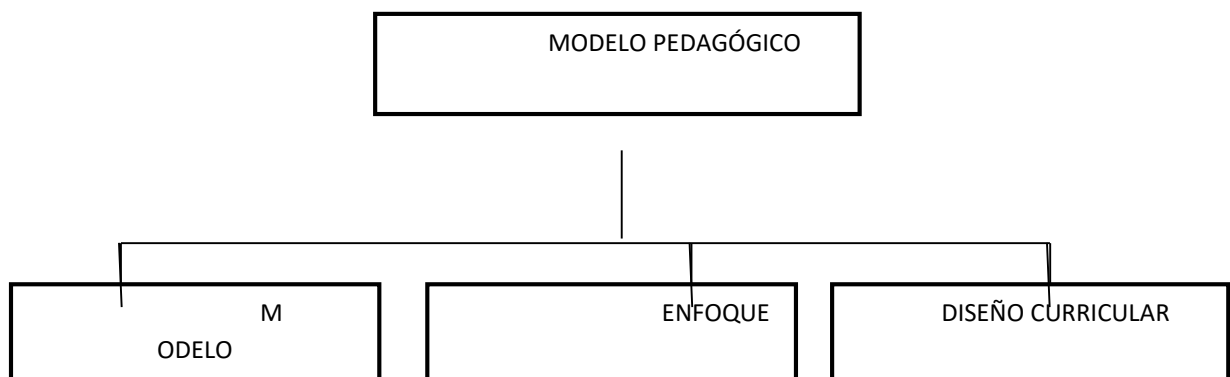 MODELO PEDAGÓGICO
M
ODELO
ENFOQUE
DISEÑO CURRICULAR